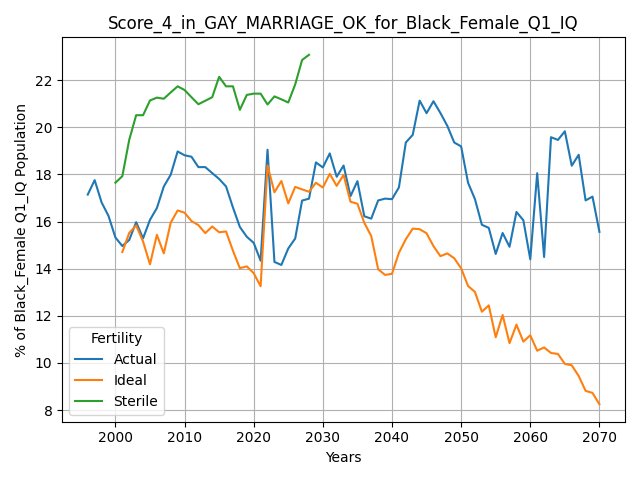 Score_4_in_GAY_MARRIAGE_OK_for_Black_Female_Q1_IQ
% of Black_Female Q1_IQ Population
22
20
18
16
14
12
10
8
Fertility
Actual
Ideal
Sterile
2000 2010 2020 2030 2040 2050 2060 2070
Years